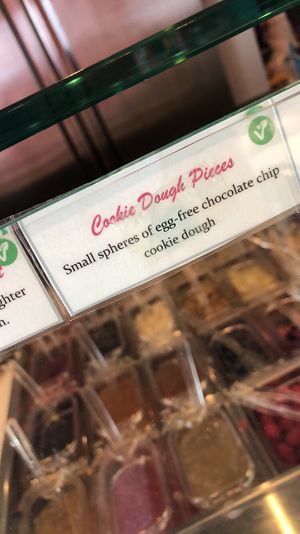 Cookie Dough Pieces
Small spheres of egg-free chocolate chip
cookie dough